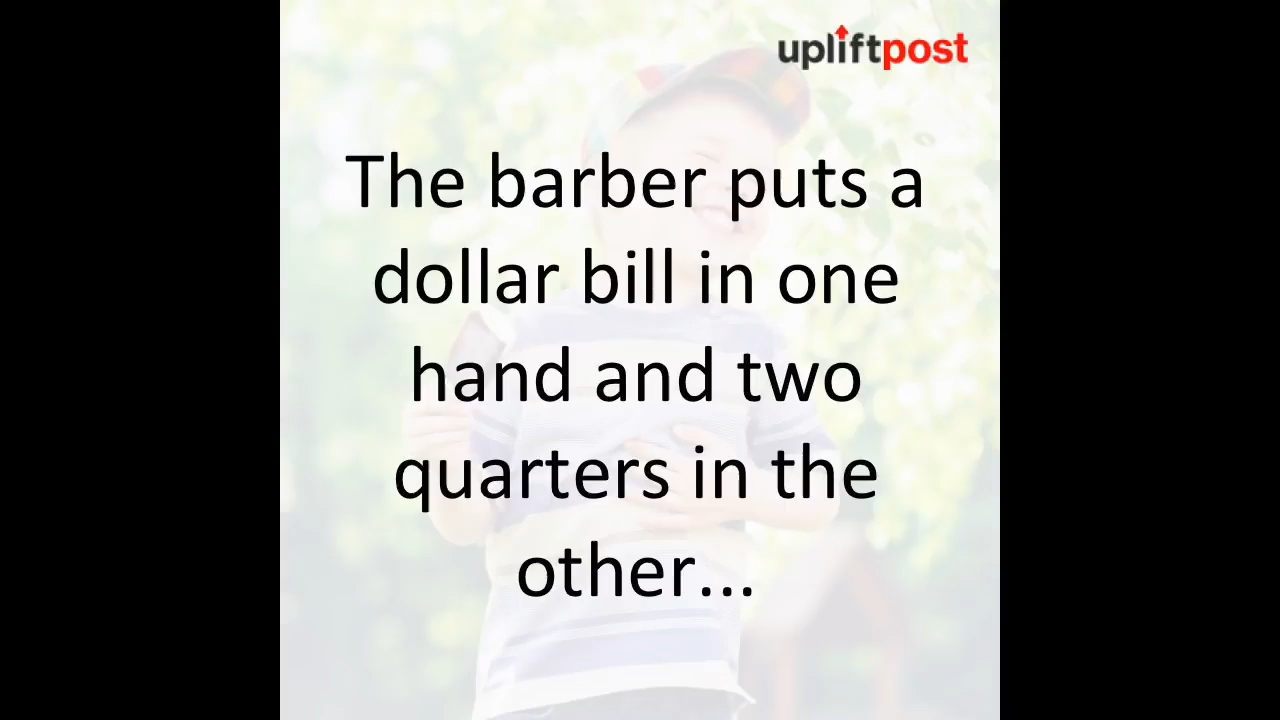 upliftpost
The barber puts a
dollar bill in one
hand and two
quarters in the
other...